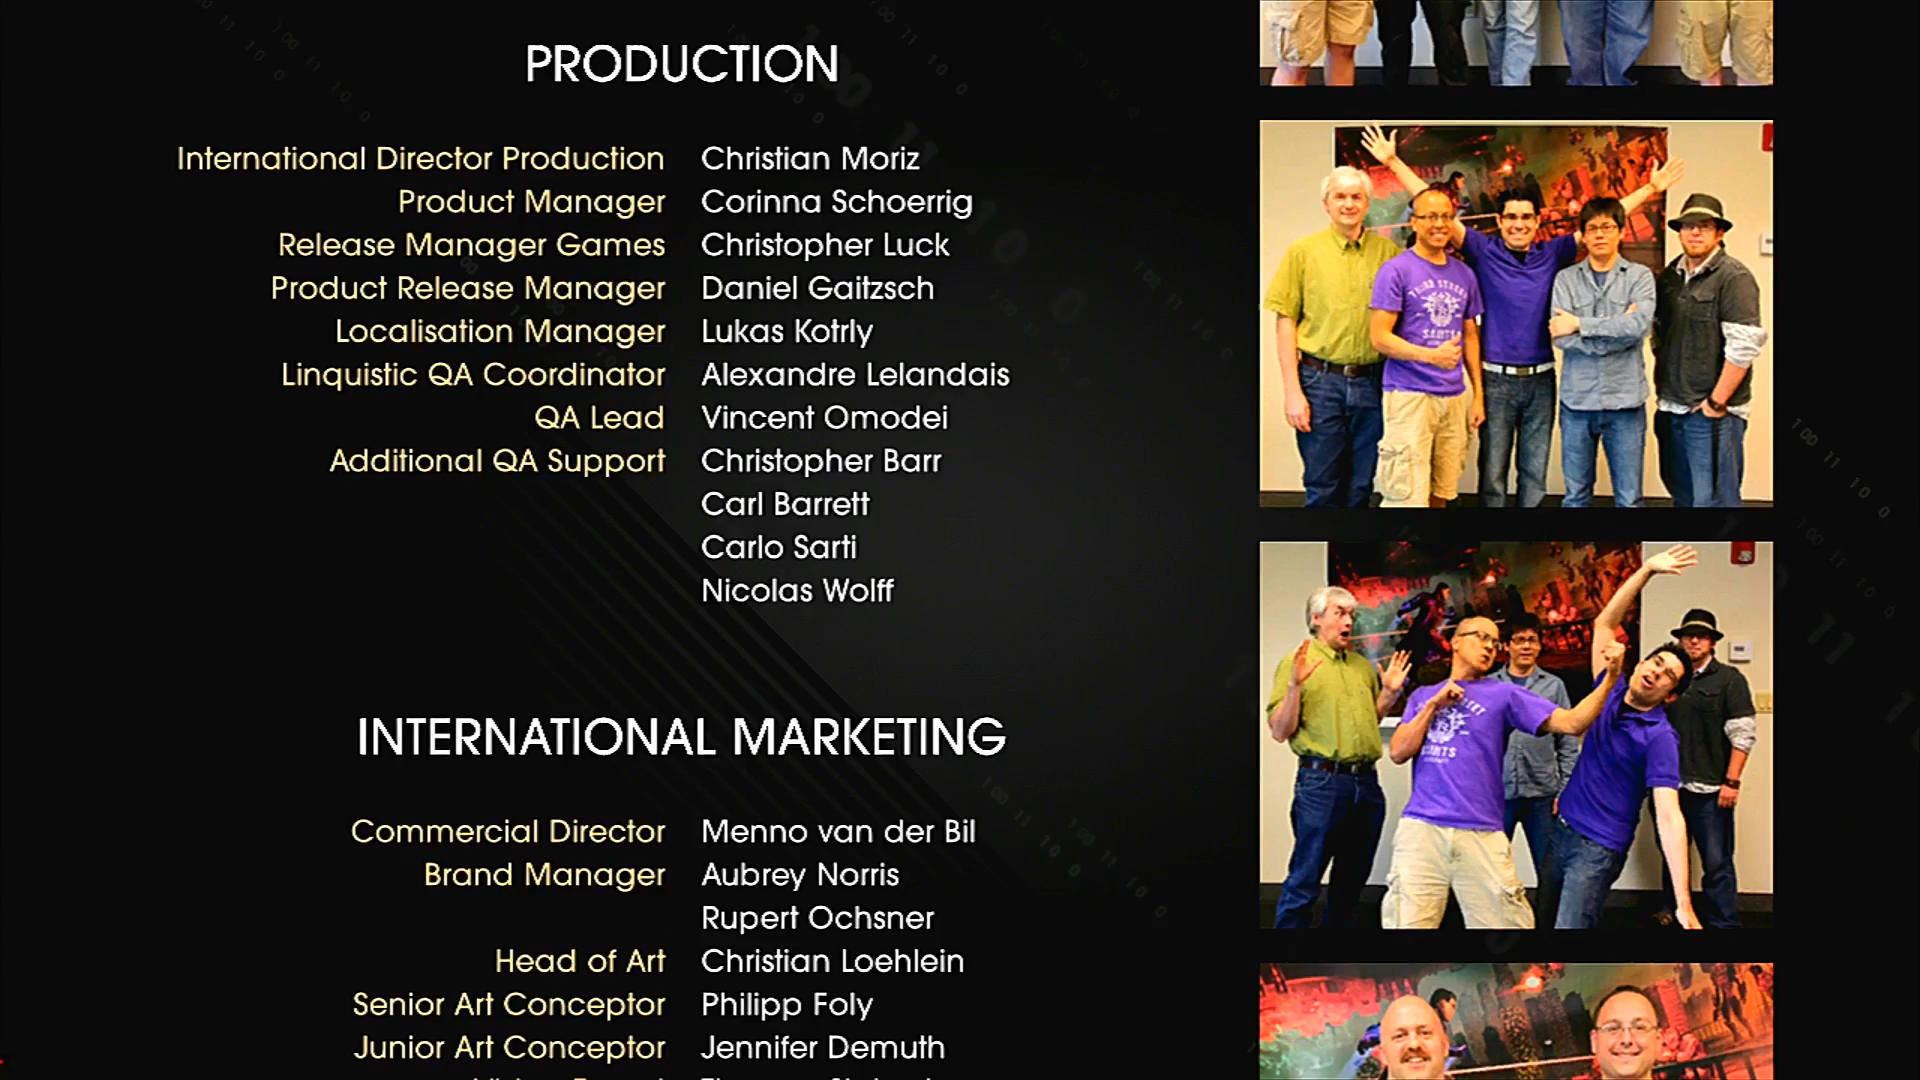 PRODUCTION
International Director Production Christian Moriz
Product Manager Corinna Schoerrig
Release Manager Games Christopher Luck
Product Release Manager Daniel Gaitzsch
Localisation Manager Lukas Kotrly
Linquistic QA Coordinator Alexandre Lelandais
QA Lead Vincent Omodei
Additional QA Support Christopher Barr
Carl Barrett
Carlo Sarti
Nicolas Wolff
INTERNATIONAL MARKETING
Commercial Director Menno van der Bil
Brand Manager Aubrey Norris
Rupert Ochsner
Head of Art Christian Loehlein
Senior Art Conceptor Philipp Foly
Junior Art Conceptor Jennifer Demuth